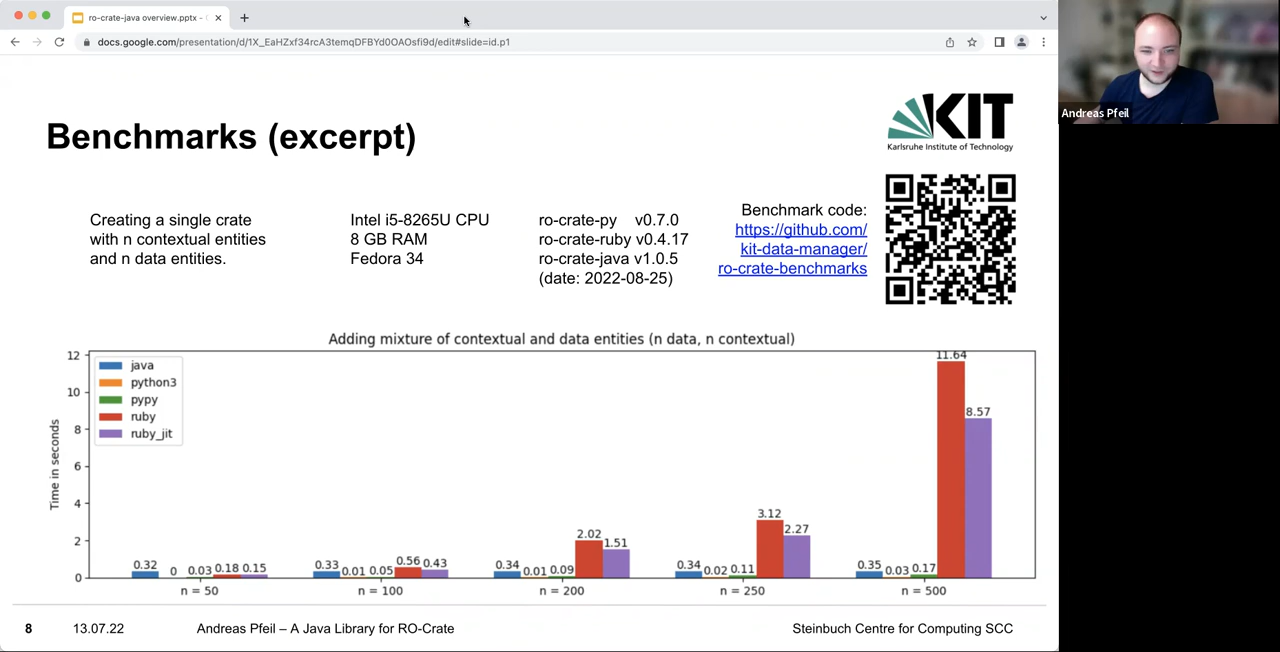 ro-crate-java overview.pptx -
docs.google.com/presentation/d/1X_EaHZxf34rcA3temqDFBYd0OAOsfi9d/edit#slide=id.p1
Andreas Pfeil
Benchmarks (excerpt)
KIT
Karlsruhe Institute of Technology
Creating a single crate
with n contextual entities
and n data entities.
Intel i5-8265U CPU
8 GB RAM
Fedora 34
ro-crate-py v0.7.0
ro-crate-ruby v0.4.17
ro-crate-java v1.0.5
(date: 2022-08-25)
Benchmark code:
https://github.com/
kit-data-manager/
ro-crate-benchmarks
Adding mixture of contextual and data entities (n data, n contextual)
Time in seconds
12
10
8
6
4
2
0
java
python3
pypy
ruby
ruby_jit
0.32 0 0.03 0.18 0.15
0.33 0.01 0.05 0.56 0.43
0.34 0.01 0.09 2.02 1.51
0.34 0.02 0.11 3.12 2.27
0.35 0.03 0.17 11.64 8.57
n = 50 n = 100 n = 200 n = 250 n = 500
8 13.07.22 Andreas Pfeil – A Java Library for RO-Crate Steinbuch Centre for Computing SCC